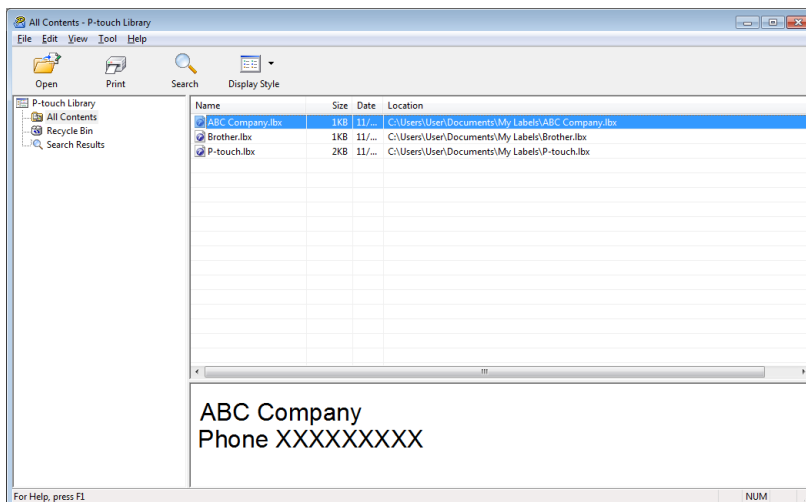 All Contents - P-touch Library
File Edit View Tool Help
Open Print Search Display Style
P-touch Library
All Contents
Recycle Bin
Search Results
Name Size Date Location
ABC Company.lbx 1KB 11/... C:\Users\User\Documents\My Labels\ABC Company.lbx
Brother.lbx 1KB 11/... C:\Users\User\Documents\My Labels\Brother.lbx
P-touch.lbx 2KB 11/... C:\Users\User\Documents\My Labels\P-touch.lbx
ABC Company
Phone XXXXXXXXX
For Help, press F1 NUM